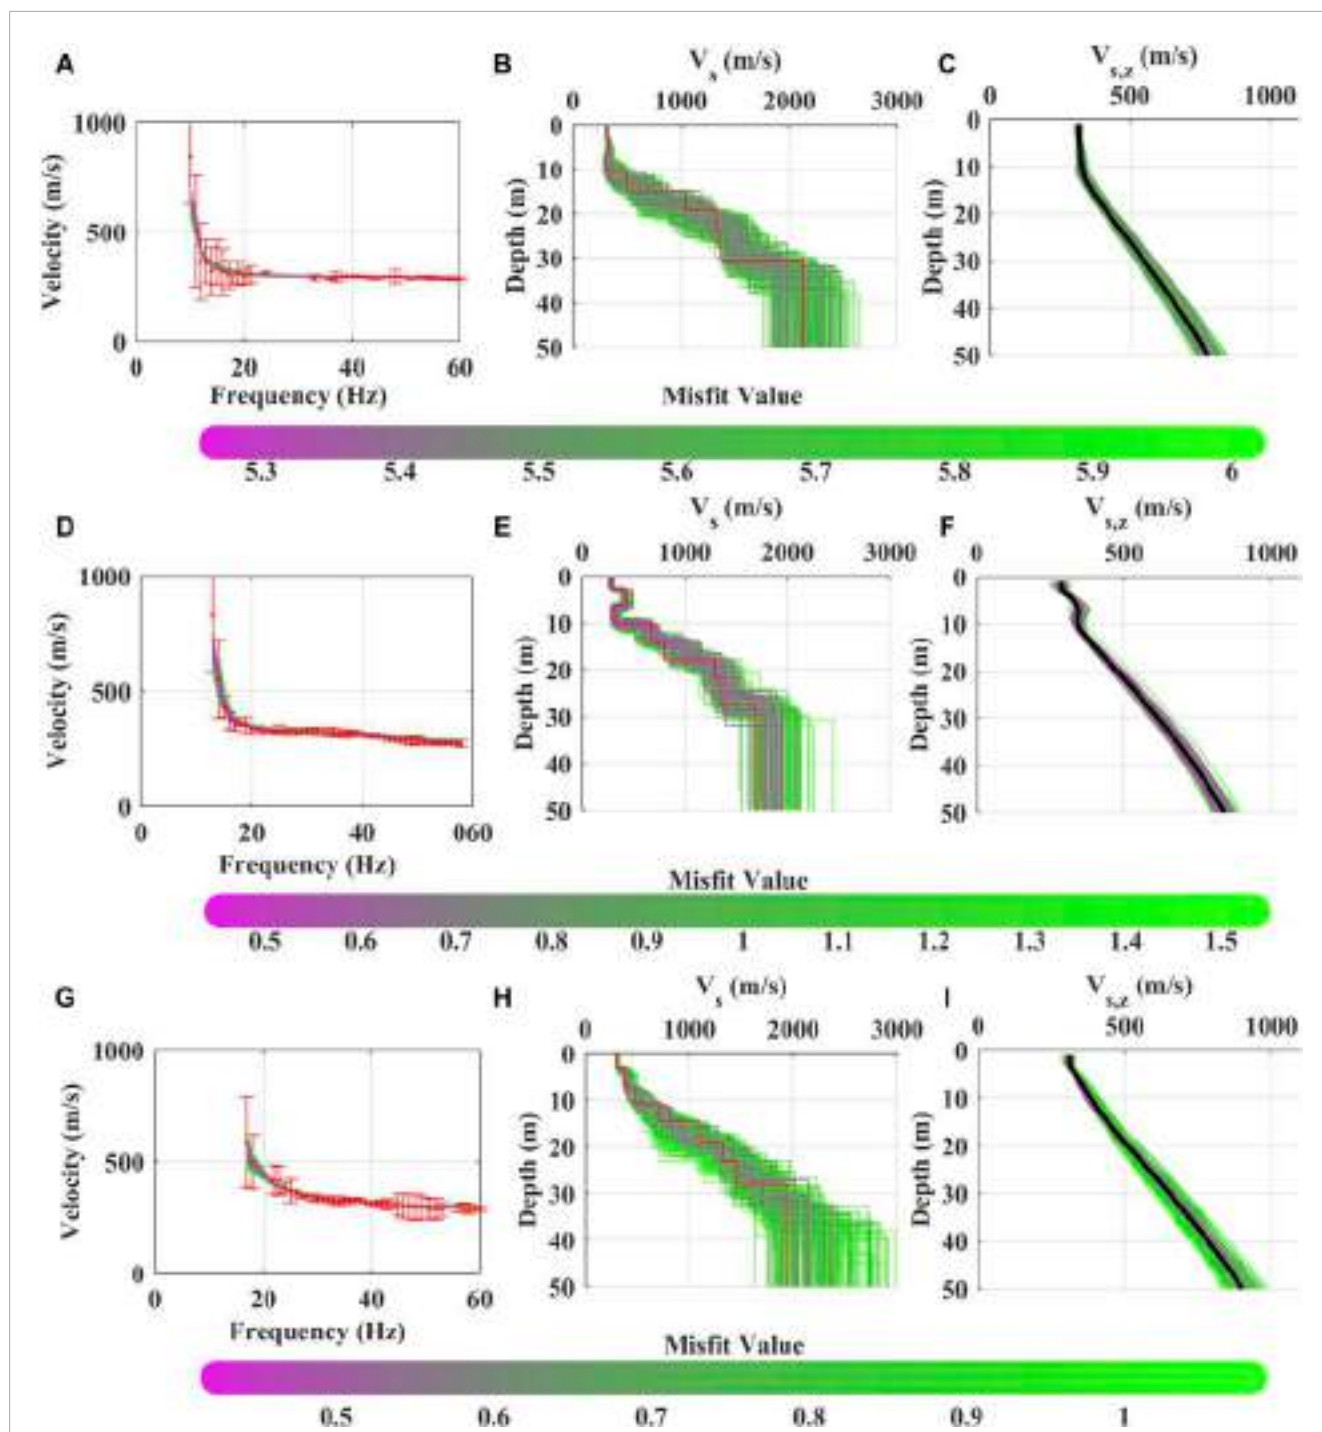 A
B
V s (m/s)
C
V s,z (m/s)
0 1000 2000 3000
0 500 1000
Velocity (m/s)
1000
500
0
0 20 40 60
Frequency (Hz)
Depth (m)
0
10
20
30
40
50
Depth (m)
0
10
20
30
40
50
Misfit Value
5.3 5.4 5.5 5.6 5.7 5.8 5.9 6
D
E
V s (m/s)
F
V s,z (m/s)
0 1000 2000 3000
0 500 1000
Velocity (m/s)
1000
500
0
0 20 40 060
Frequency (Hz)
Depth (m)
0
10
20
30
40
50
Depth (m)
0
10
20
30
40
50
Misfit Value
0.5 0.6 0.7 0.8 0.9 1 1.1 1.2 1.3 1.4 1.5
G
H
V s (m/s)
I
V s,z (m/s)
0 1000 2000 3000
0 500 1000
Velocity (m/s)
1000
500
0
0 20 40 60
Frequency (Hz)
Depth (m)
0
10
20
30
40
50
Depth (m)
0
10
20
30
40
50
Misfit Value
0.5 0.6 0.7 0.8 0.9 1